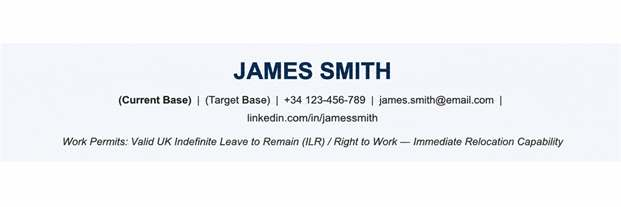 JAMES SMITH
(Current Base) | (Target Base) | +34 123-456-789 | james.smith@email.com |
linkedin.com/in/jamessmith
Work Permits: Valid UK Indefinite Leave to Remain (ILR) / Right to Work — Immediate Relocation Capability